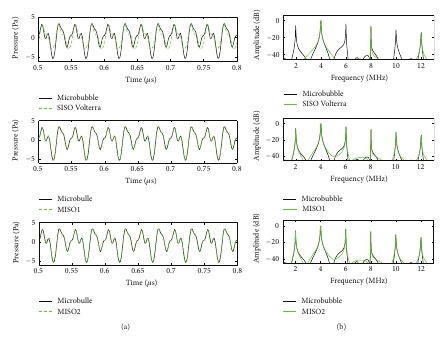 Pressure (Pa)
5
0
−5
0.5 0.55 0.6 0.65 0.7 0.75 0.8
Time (μs)
Microbubble
SISO Volterra
Amplitude (dB)
0
−20
−40
2 4 6 8 10 12
Frequency (MHz)
Microbubble
SISO Volterra
Pressure (Pa)
5
0
−5
0.5 0.55 0.6 0.65 0.7 0.75 0.8
Time (μs)
Microbulle
MISO1
Amplitude (dB)
0
−20
−40
2 4 6 8 10 12
Frequency (MHz)
Microbubble
MISO1
Pressure (Pa)
5
0
−5
0.5 0.55 0.6 0.65 0.7 0.75 0.8
Time (μs)
Microbulle
MISO2
(a)
Amplitude (dB)
0
−20
−40
2 4 6 8 10 12
Frequency (MHz)
Microbubble
MISO2
(b)